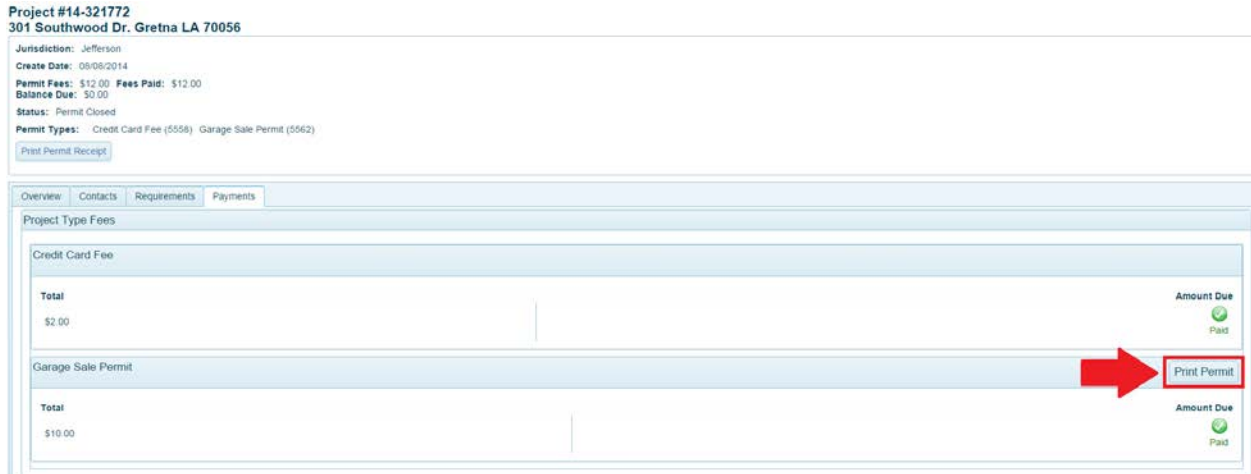 Project #14-321772
301 Southwood Dr. Gretna LA 70056
Jurisdiction: Jefferson
Create Date: 08/08/2014
Permit Fees: $12.00 Fees Paid: $12.00
Balance Due: $0.00
Status: Permit Closed
Permit Types: Credit Card Fee (5558) Garage Sale Permit (5562)
Print Permit Receipt
Overview Contacts Requirements Payments
Project Type Fees
Credit Card Fee
Total Amount Due
$2.00
Paid
Garage Sale Permit Print Permit
Total Amount Due
$10.00
Paid